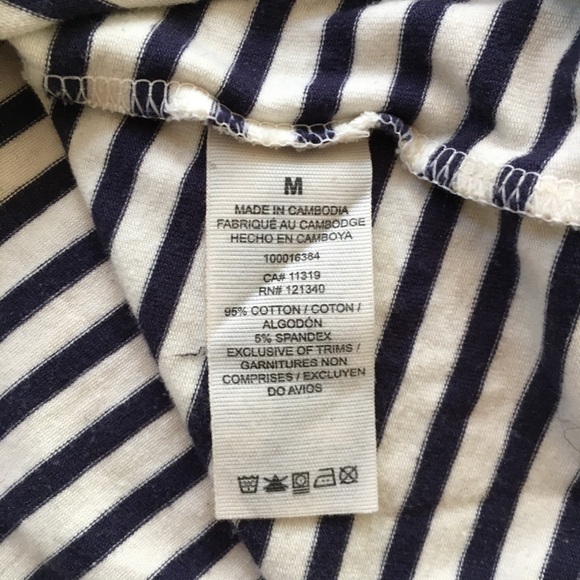 M
MADE IN CAMBODIA
FABRIQUÉ AU CAMBODGE
HECHO EN CAMBOYA
100016384
CA# 11319
RN# 121340
95% COTTON / COTON /
ALGODÓN
5% SPANDEX
EXCLUSIVE OF TRIMS /
GARNITURES NON
COMPRISES / EXCLUYEN
DO AVIOS